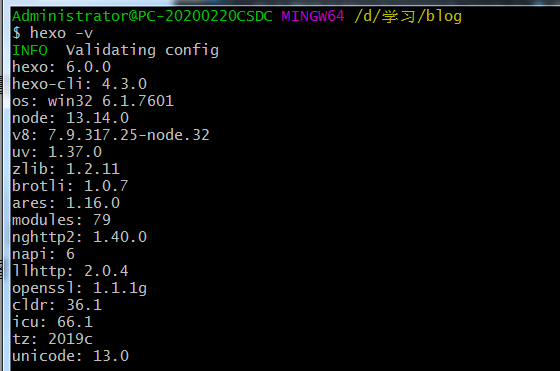 Administrator@PC-20200220CSDC MINGW64 /d/学习/blog
$ hexo -v
INFO  Validating config
hexo: 6.0.0
hexo-cli: 4.3.0
os: win32 6.1.7601
node: 13.14.0
v8: 7.9.317.25-node.32
uv: 1.37.0
zlib: 1.2.11
brotli: 1.0.7
ares: 1.16.0
modules: 79
nghttp2: 1.40.0
napi: 6
llhttp: 2.0.4
openssl: 1.1.1g
cldr: 36.1
icu: 66.1
tz: 2019c
unicode: 13.0